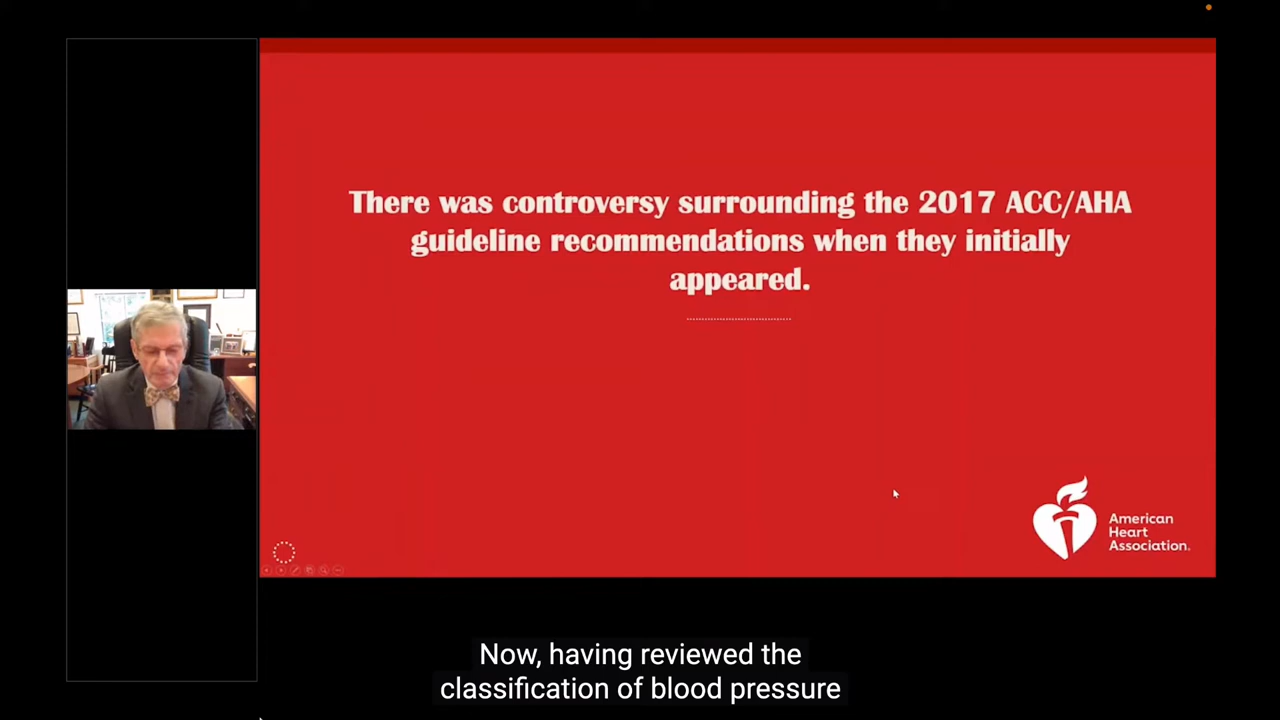 There was controversy surrounding the 2017 ACC/AHA
guideline recommendations when they initially
appeared.
American
Heart
Association.
Now, having reviewed the
classification of blood pressure